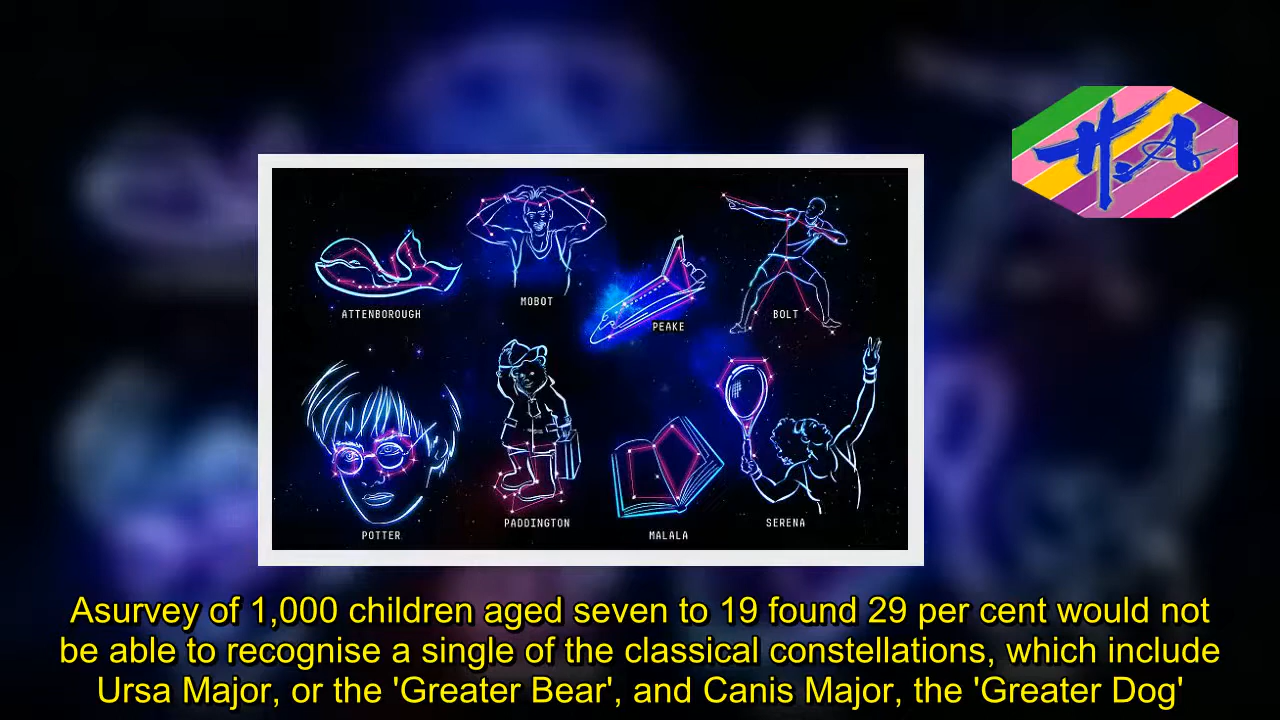 H.A
MOBOT
ATTENBOROUGH
PEAKE
BOLT
POTTER
PADDINGTON
MALALA
SERENA
Asurvey of 1,000 children aged seven to 19 found 29 per cent would not
be able to recognise a single of the classical constellations, which include
Ursa Major, or the 'Greater Bear', and Canis Major, the 'Greater Dog'